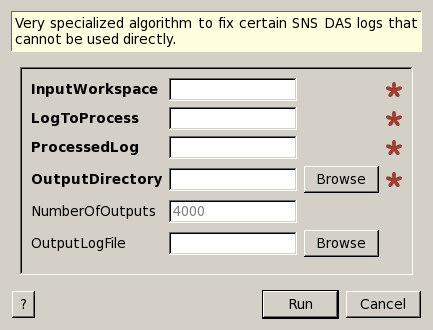 Very specialized algorithm to fix certain SNS DAS logs that
cannot be used directly.
InputWorkspace
LogToProcess
ProcessedLog
OutputDirectory Browse
NumberOfOutputs 4000
OutputLogFile Browse
? Run Cancel